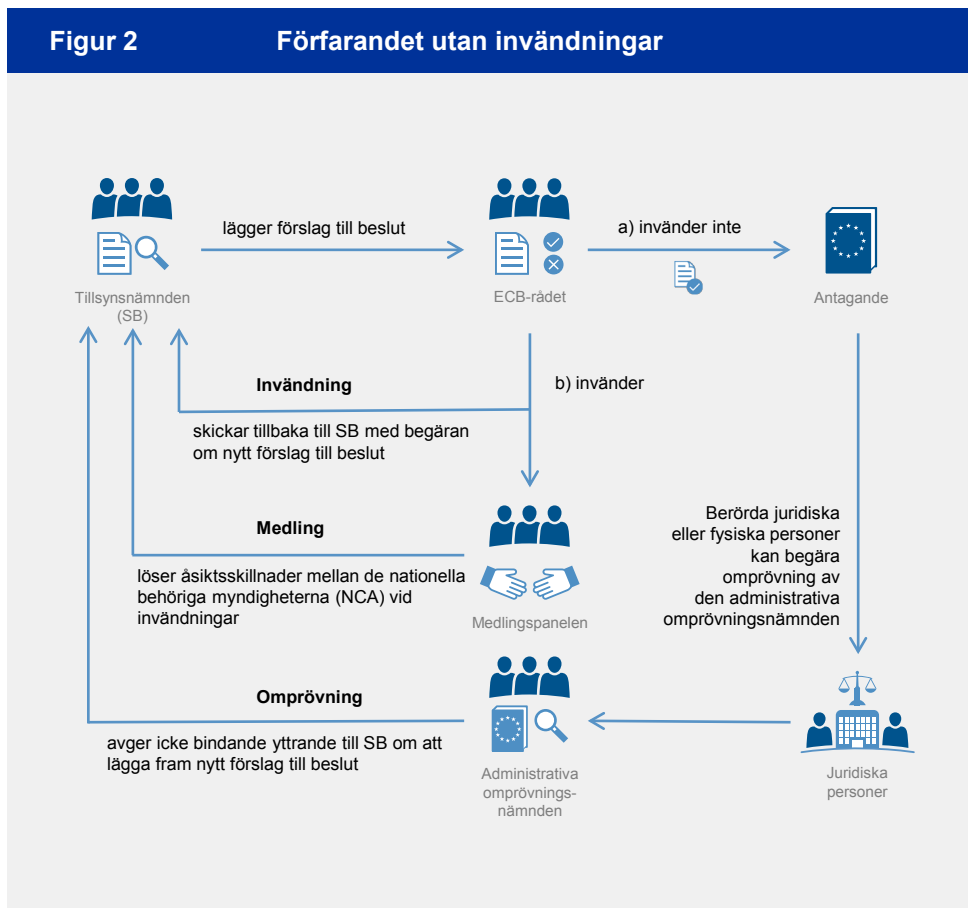 Figur 2 Förfarandet utan invändningar
lägger förslag till beslut
a) invänder inte
Tillsynsnämnden
(SB)
ECB-rådet
Antagande
Invändning
b) invänder
skickar tillbaka till SB med begäran
om nytt förslag till beslut
Medling
löser åsiktsskillnader mellan de nationella
behöriga myndigheterna (NCA) vid
invändningar
Medlingspanelen
Berörda juridiska
eller fysiska personer
kan begära
omprövning av
den administrativa
omprövningsnämnden
Omprövning
avger icke bindande yttrande till SB om att
lägga fram nytt förslag till beslut
Administrativa
omprövnings-
nämnden
Juridiska
personer